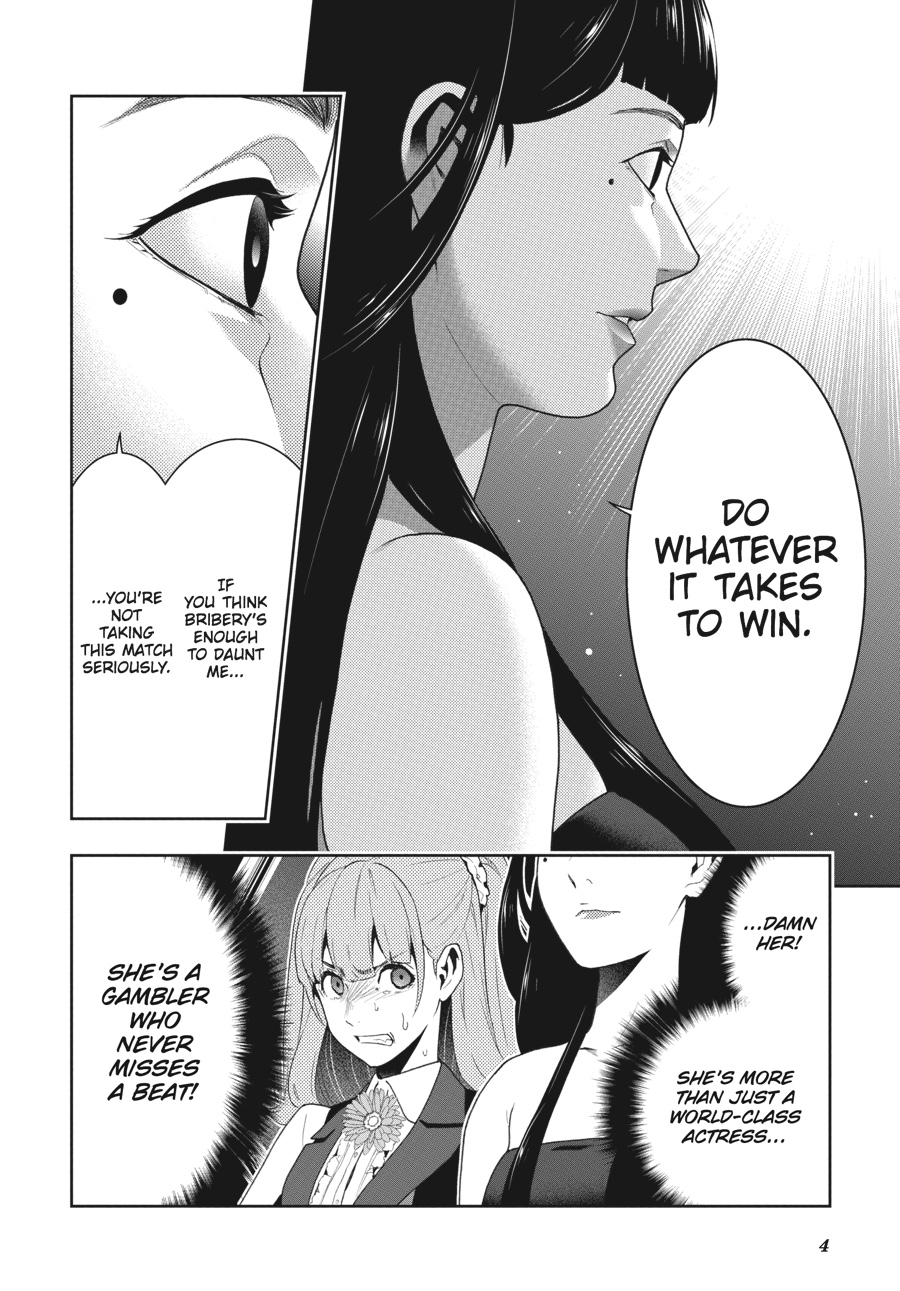 DO
WHATEVER
IT TAKES
TO WIN.
IF
YOU THINK
BRIBERY'S
ENOUGH
TO DAUNT
ME...
...YOU'RE
NOT
TAKING
THIS MATCH
SERIOUSLY.
...DAMN
HER!
SHE'S MORE
THAN JUST A
WORLD-CLASS
ACTRESS...
SHE'S A
GAMBLER
WHO
NEVER
MISSES
A BEAT!
4